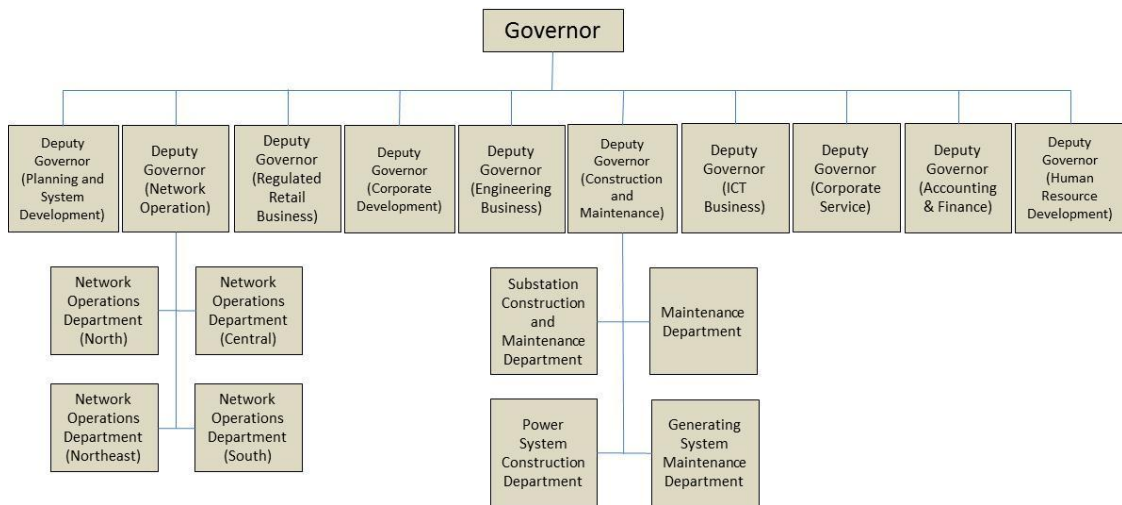 Governor
Deputy
Governor
(Planning and
System
Development)
Deputy
Governor
(Network
Operation)
Deputy
Governor
(Regulated
Retail
Business)
Deputy
Governor
(Corporate
Development)
Deputy
Governor
(Engineering
Business)
Deputy
Governor
(Construction
and
Maintenance)
Deputy
Governor
(ICT
Business)
Deputy
Governor
(Corporate
Service)
Deputy
Governor
(Accounting
& Finance)
Deputy
Governor
(Human
Resource
Development)
Network
Operations
Department
(North)
Network
Operations
Department
(Central)
Substation
Construction
and
Maintenance
Department
Maintenance
Department
Network
Operations
Department
(Northeast)
Network
Operations
Department
(South)
Power
System
Construction
Department
Generating
System
Maintenance
Department